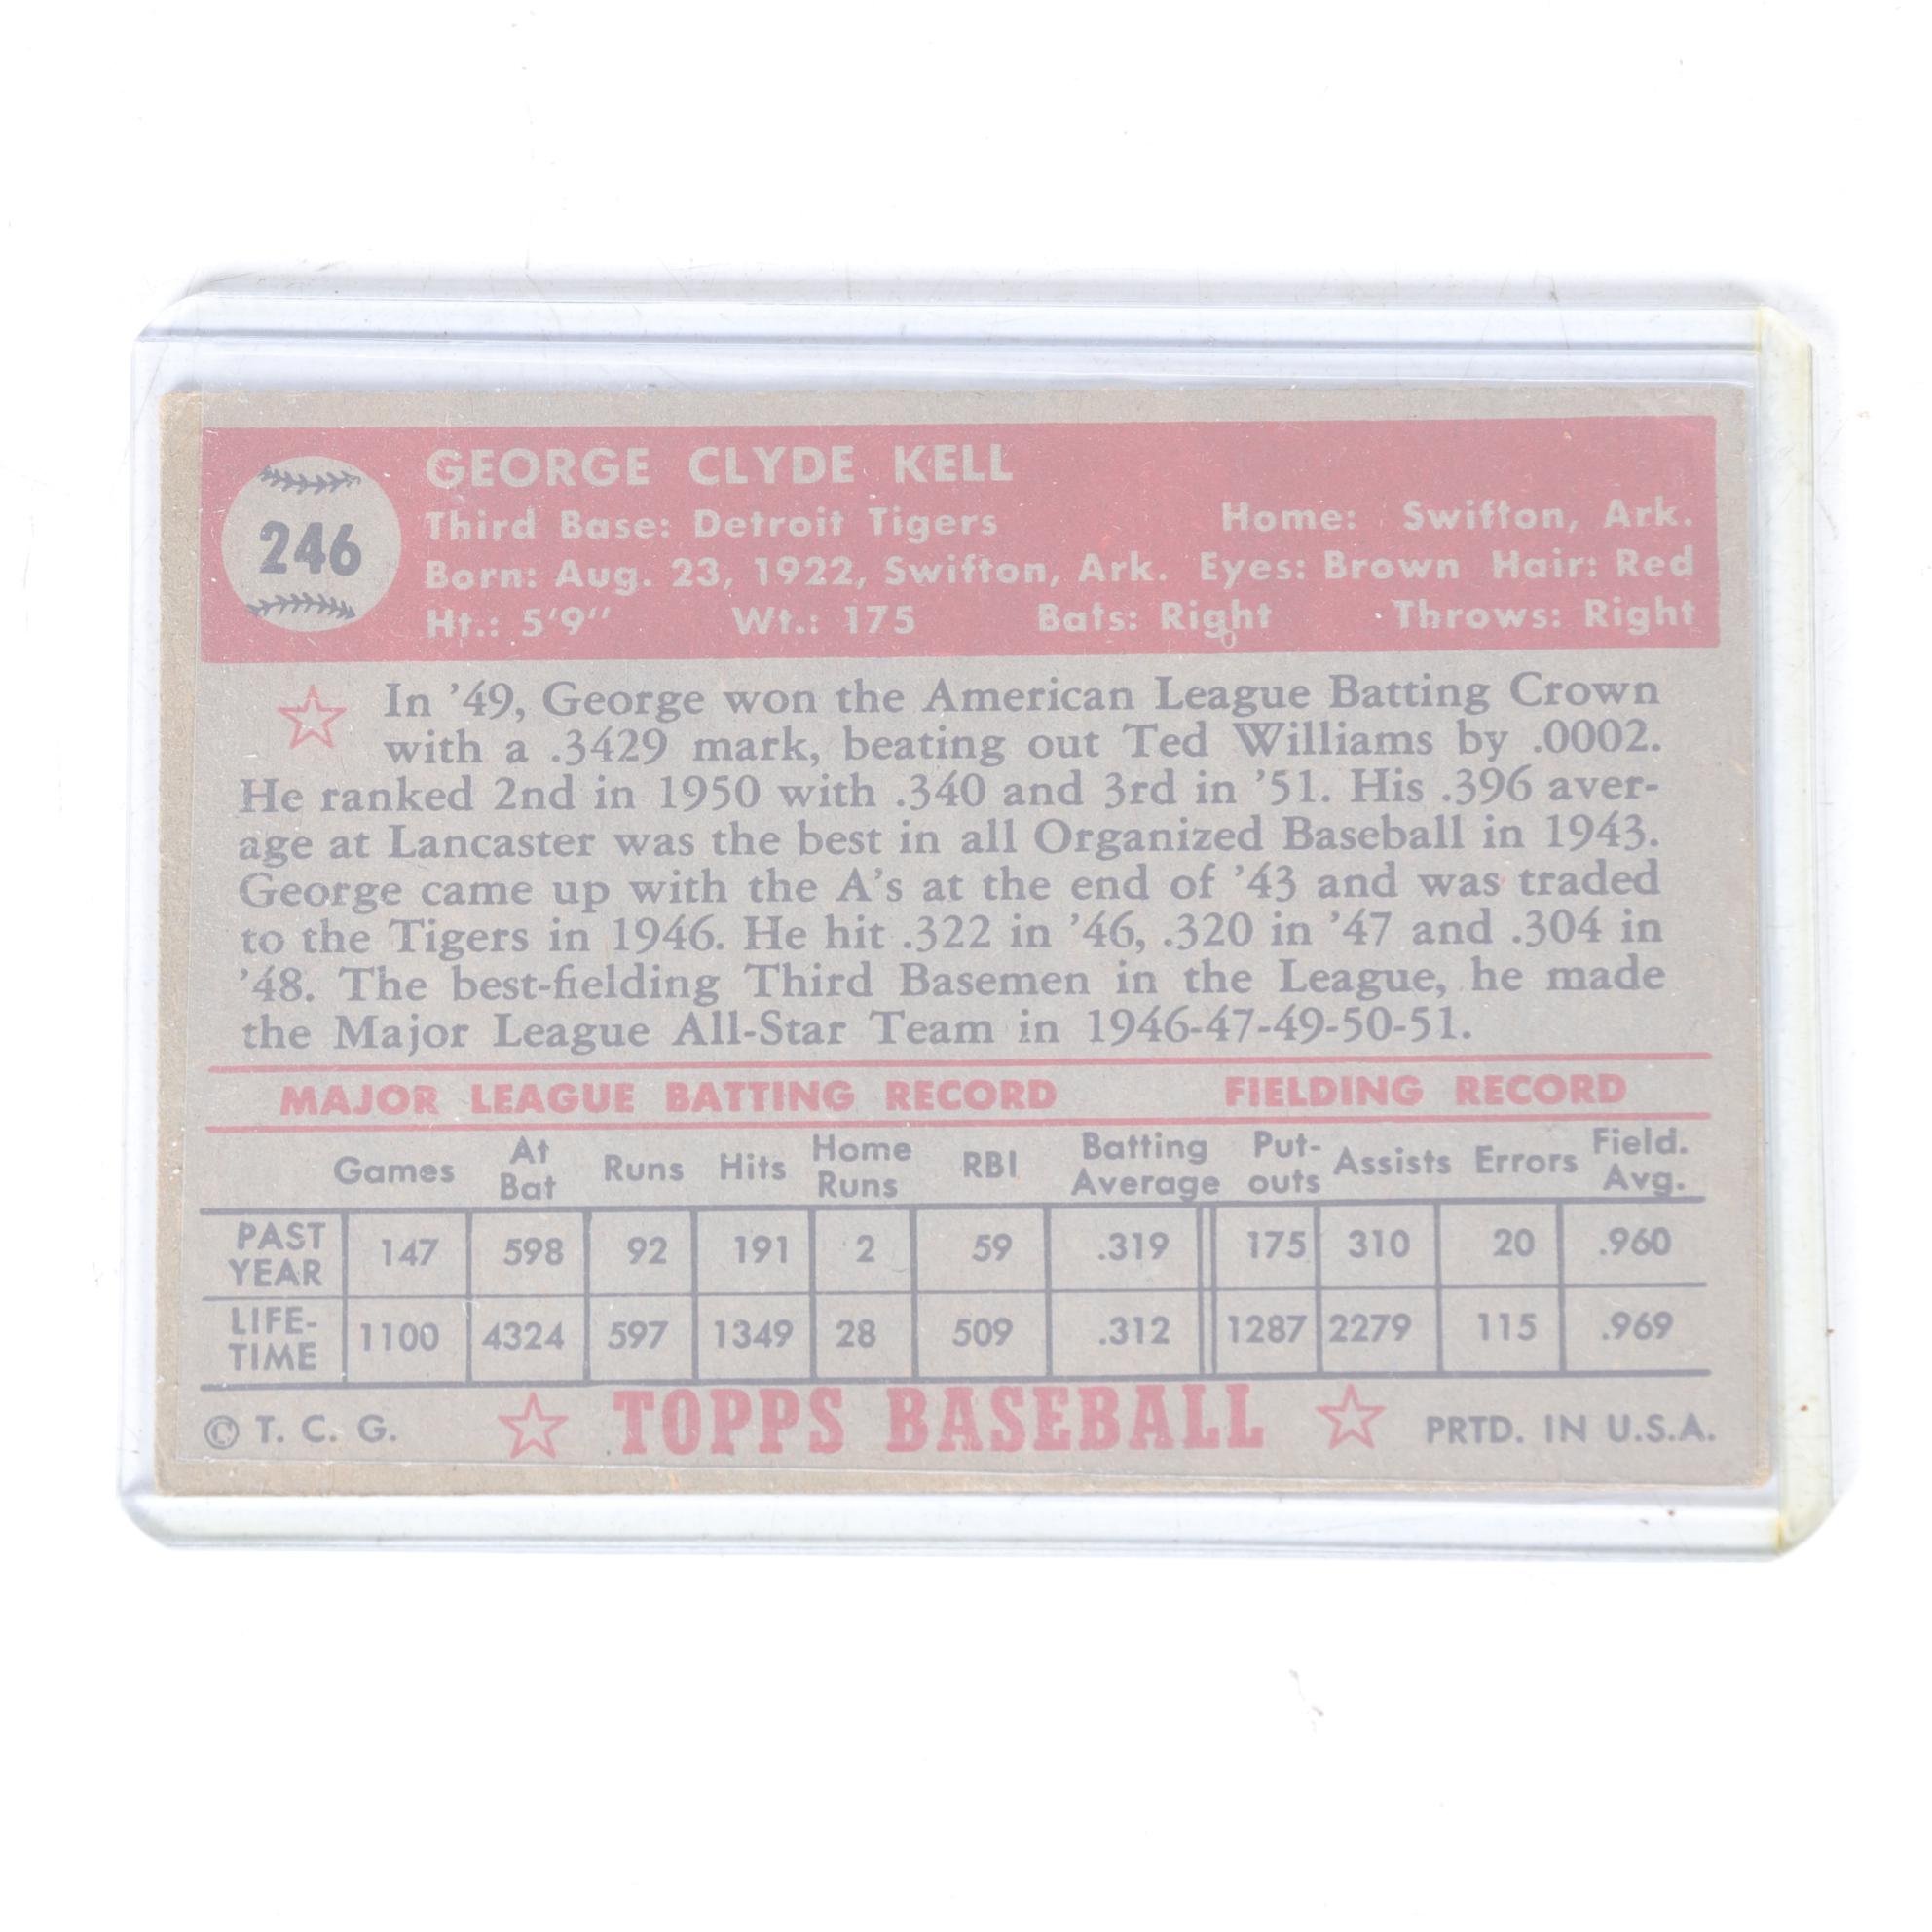 246
GEORGE CLYDE KELL
Third Base: Detroit Tigers Home: Swifton, Ark.
Born: Aug. 23, 1922, Swifton, Ark. Eyes: Brown Hair: Red
Ht.: 5'9" Wt.: 175 Bats: Right Throws: Right
In '49, George won the American League Batting Crown
with a .3429 mark, beating out Ted Williams by .0002.
He ranked 2nd in 1950 with .340 and 3rd in '51. His .396 aver-
age at Lancaster was the best in all Organized Baseball in 1943.
George came up with the A's at the end of '43 and was traded
to the Tigers in 1946. He hit .322 in '46, .320 in '47 and .304 in
'48. The best-fielding Third Basemen in the League, he made
the Major League All-Star Team in 1946-47-49-50-51.
MAJOR LEAGUE BATTING RECORD FIELDING RECORD
Games At Bat Runs Hits Home Runs RBI Batting Average Put-outs Assists Errors Field. Avg.
PAST YEAR 147 598 92 191 2 59 .319 175 310 20 .960
LIFE-TIME 1100 4324 597 1349 28 509 .312 1287 2279 115 .969
© T. C. G. TOPPS BASEBALL PRTD. IN U.S.A.